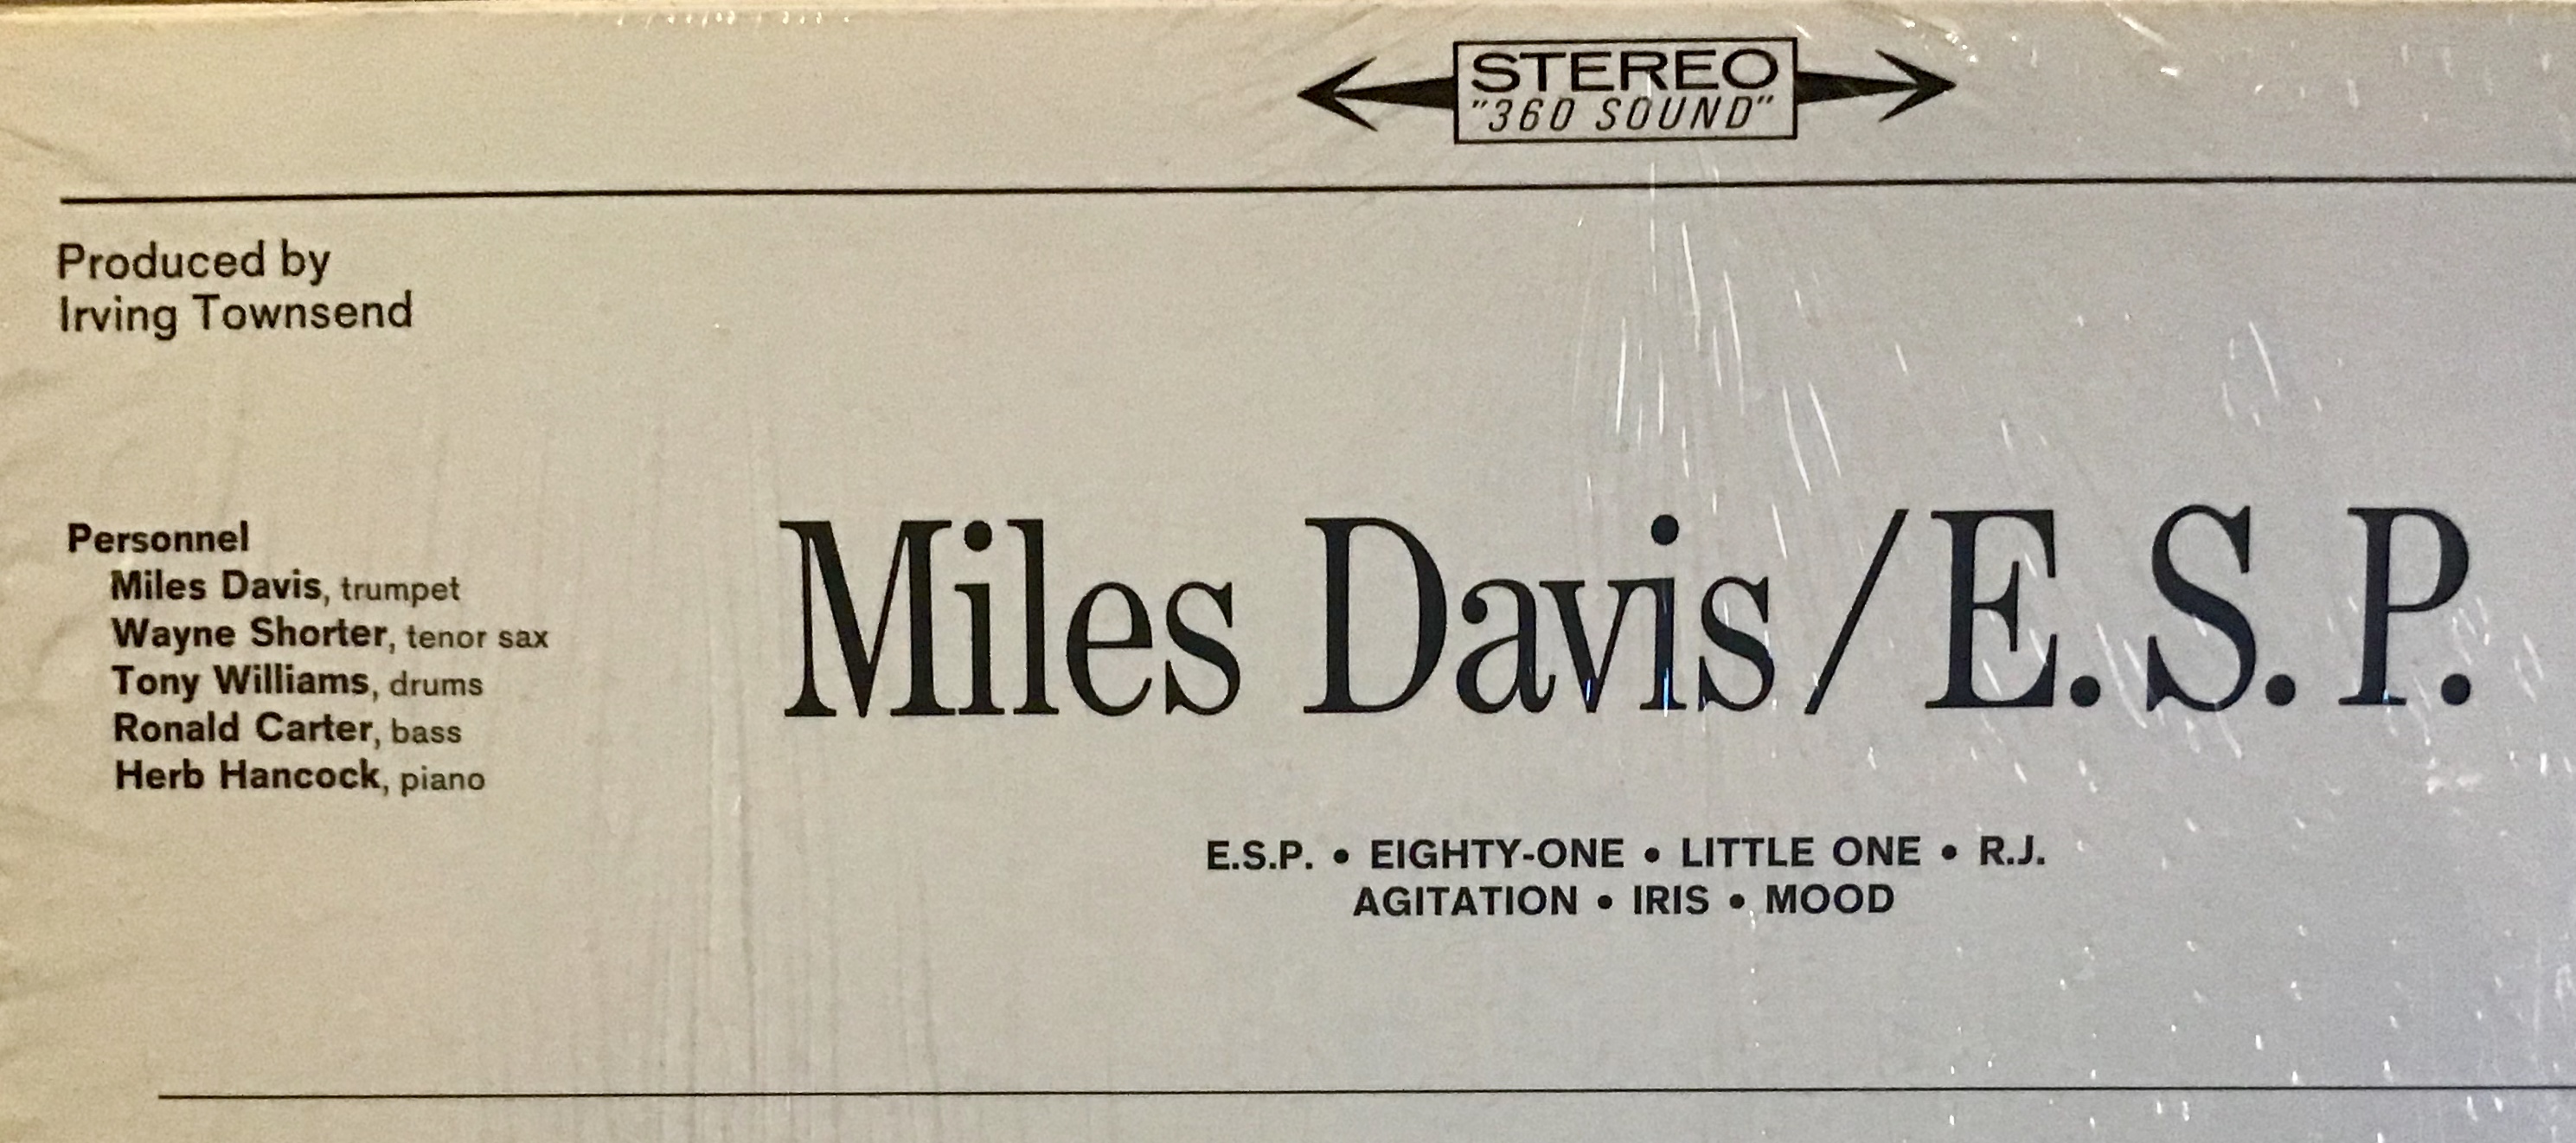 STEREO
"360 SOUND"
Produced by
Irving Townsend
Personnel
Miles Davis, trumpet
Wayne Shorter, tenor sax
Tony Williams, drums
Ronald Carter, bass
Herb Hancock, piano
Miles Davis/E.S.P.
E.S.P. • EIGHTY-ONE • LITTLE ONE • R.J.
AGITATION • IRIS • MOOD